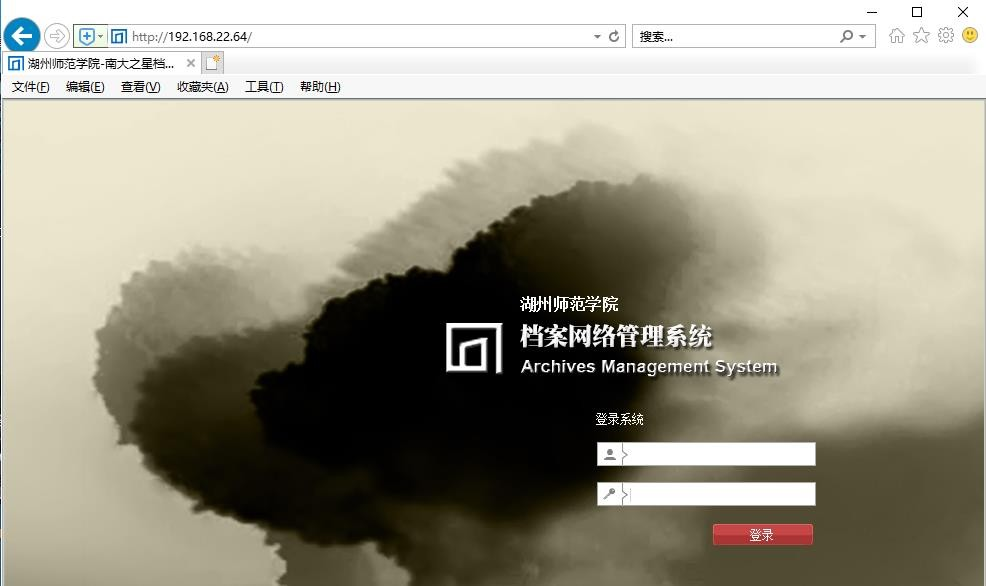 http://192.168.22.64/
搜索...
湖州师范学院-南大之星档...
文件(F) 编辑(E) 查看(V) 收藏夹(A) 工具(T) 帮助(H)
湖州师范学院
档案网络管理系统
Archives Management System
登录系统
登录